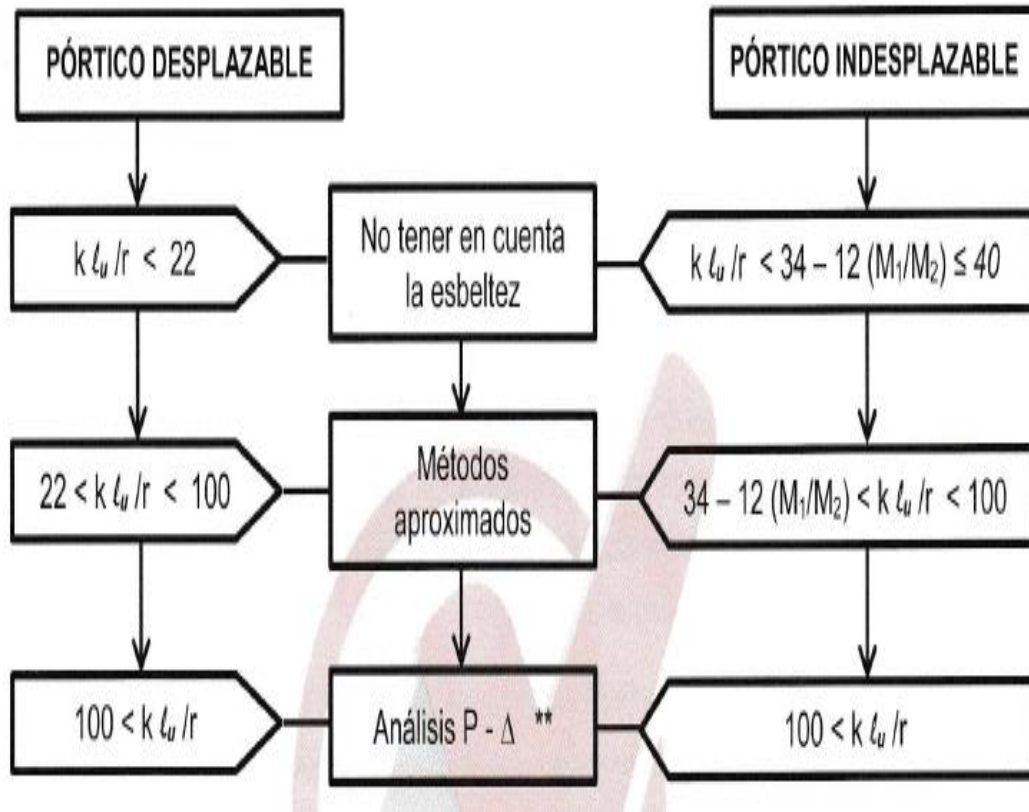 PÓRTICO DESPLAZABLE
PÓRTICO INDESPLAZABLE
k ℓu /r < 22
No tener en cuenta
la esbeltez
k ℓu /r < 34 – 12 (M₁/M₂) ≤ 40
22 < k ℓu /r < 100
Métodos
aproximados
34 – 12 (M₁/M₂) < k ℓu /r < 100
100 < k ℓu /r
Análisis P - Δ **
100 < k ℓu /r